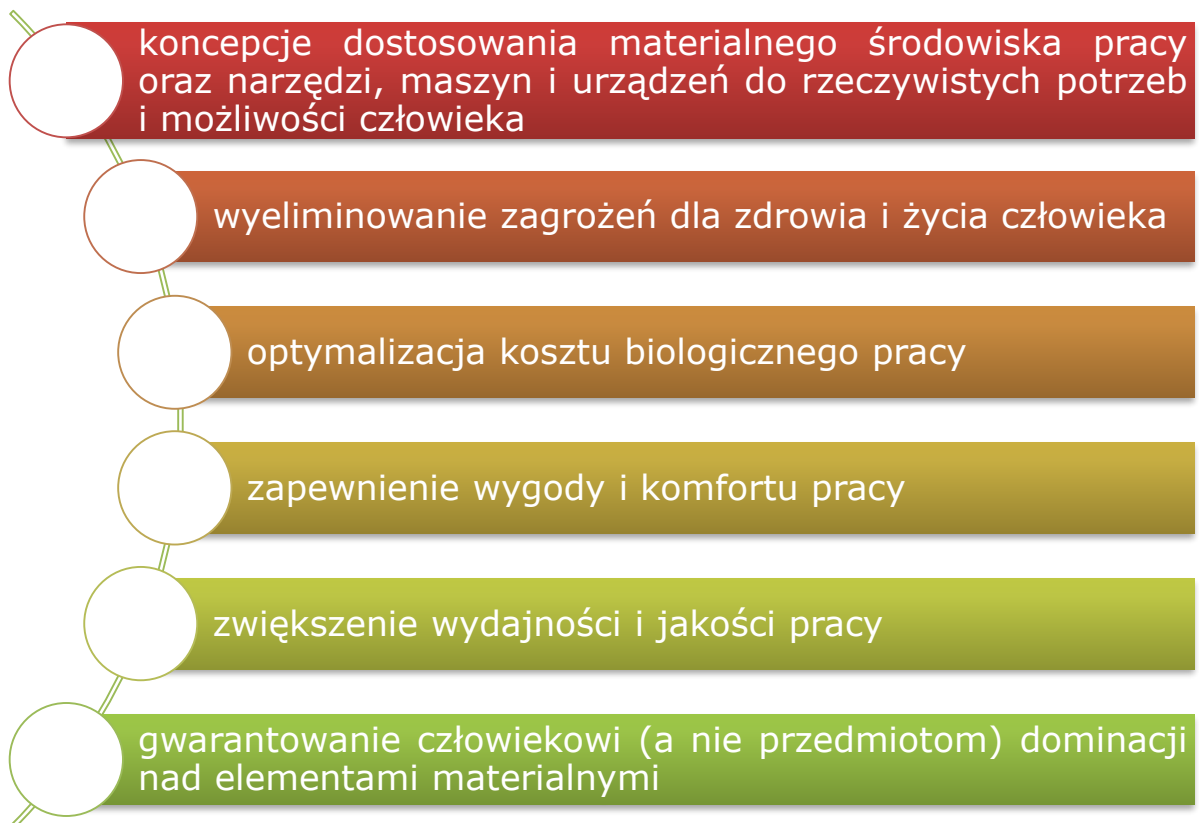 koncepcje dostosowania materialnego środowiska pracy
oraz narzędzi, maszyn i urządzeń do rzeczywistych potrzeb
i możliwości człowieka
wyeliminowanie zagrożeń dla zdrowia i życia człowieka
optymalizacja kosztu biologicznego pracy
zapewnienie wygody i komfortu pracy
zwiększenie wydajności i jakości pracy
gwarantowanie człowiekowi (a nie przedmiotom) dominacji
nad elementami materialnymi